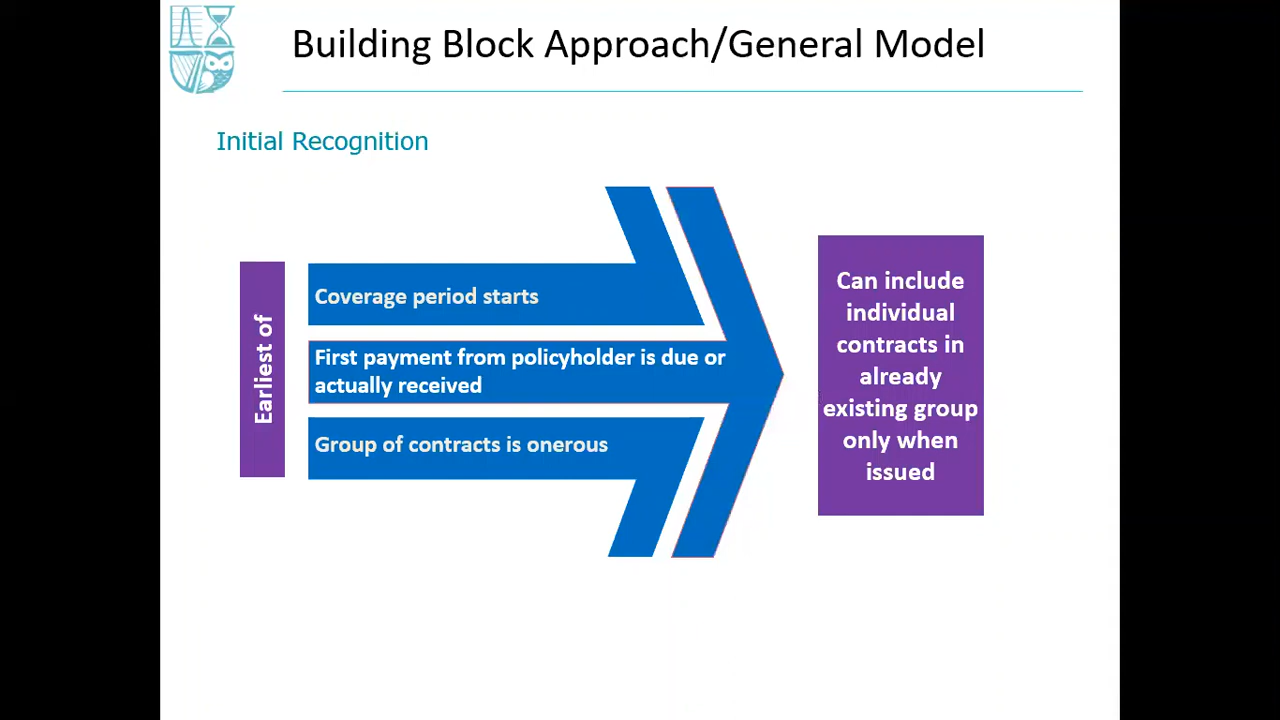 Building Block Approach/General Model
Initial Recognition
Earliest of
Coverage period starts
First payment from policyholder is due or
actually received
Group of contracts is onerous
Can include
individual
contracts in
already
existing group
only when
issued